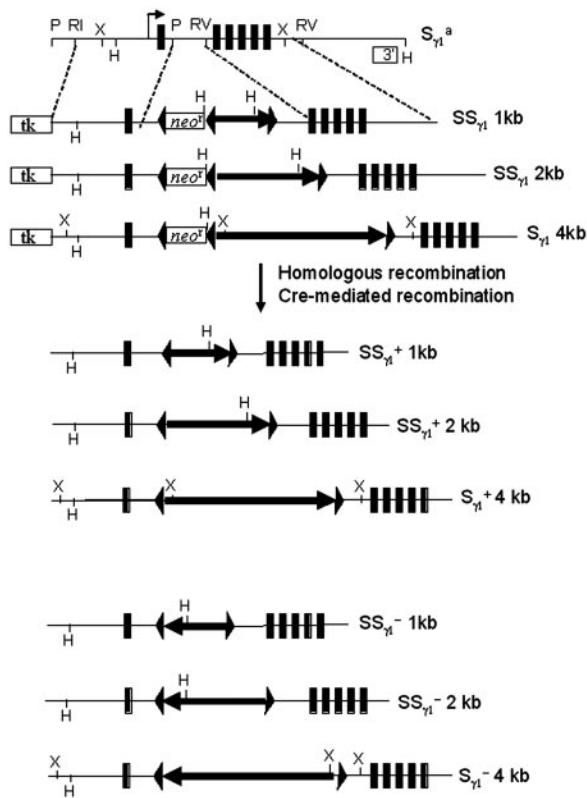 P RI X H P RV X RV 3' H Sγ1ᵃ
tk H neoʳ H H SSγ1 1kb
tk H neoʳ H H SSγ1 2kb
tk X H neoʳ H X X Sγ1 4kb
Homologous recombination
Cre-mediated recombination
H H SSγ1⁺ 1kb
H H SSγ1⁺ 2 kb
X H X X Sγ1⁺ 4 kb
H H SSγ1⁻ 1kb
H H SSγ1⁻ 2 kb
X H X X Sγ1⁻ 4 kb